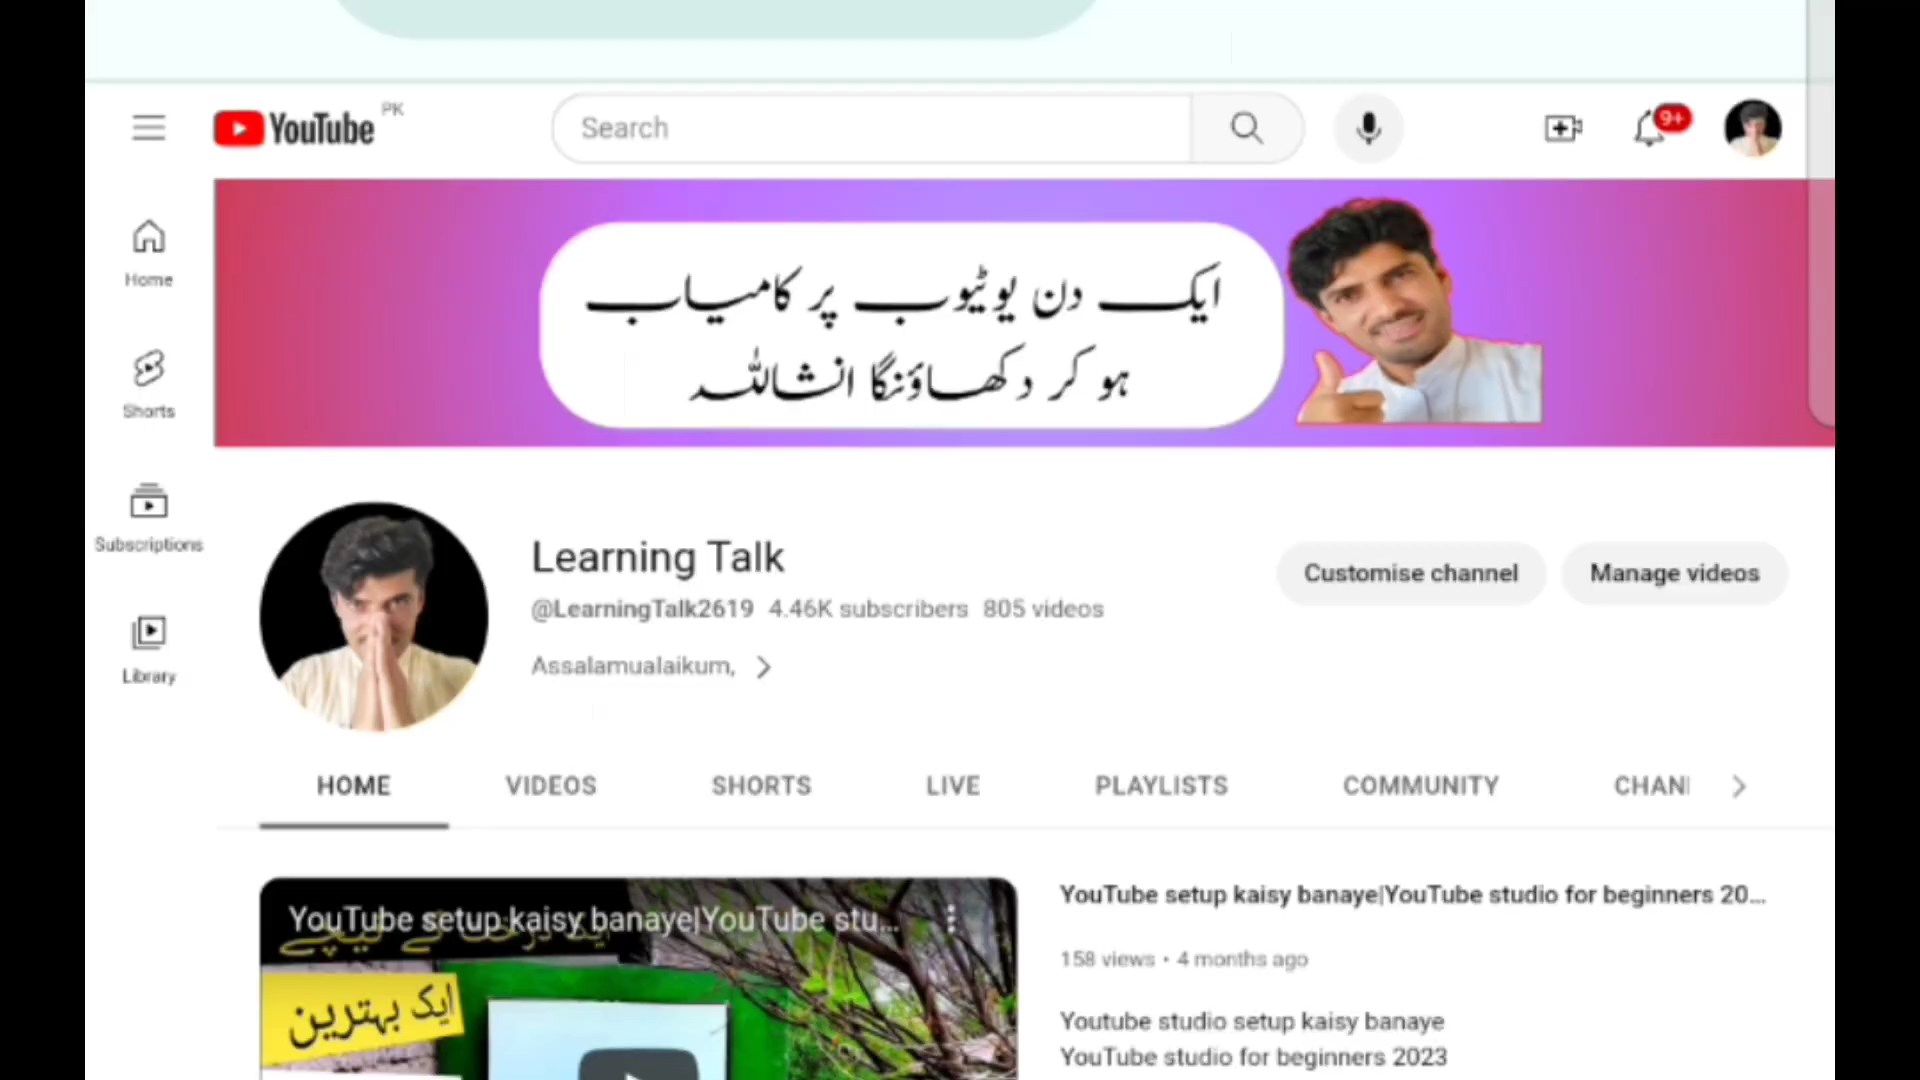 YouTube PK
Search
9+
Home
Shorts
Subscriptions
Library
ایک دن یوٹیوب پر کامیاب
ہو کر دکھاؤنگا انشاللہ
Learning Talk
@LearningTalk2619 4.46K subscribers 805 videos
Assalamualaikum,
Customise channel
Manage videos
HOME VIDEOS SHORTS LIVE PLAYLISTS COMMUNITY CHAN
YouTube setup kaisy banaye|YouTube stu...
ایک بہترین
YouTube setup kaisy banaye|YouTube studio for beginners 20...
158 views • 4 months ago
Youtube studio setup kaisy banaye
YouTube studio for beginners 2023